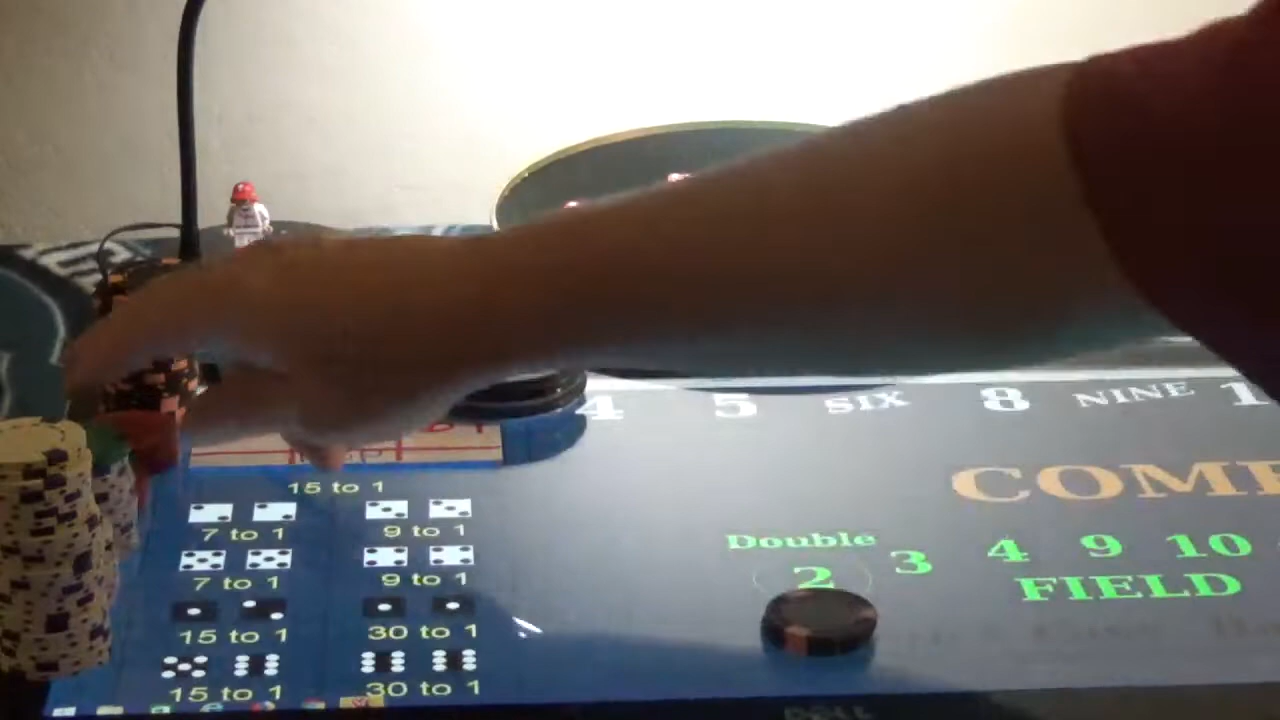 4 5 SIX 8 NINE 1
COME
15 to 1
7 to 1 9 to 1
7 to 1 9 to 1
15 to 1 30 to 1
15 to 1 30 to 1
Double
2 3 4 9 10
FIELD